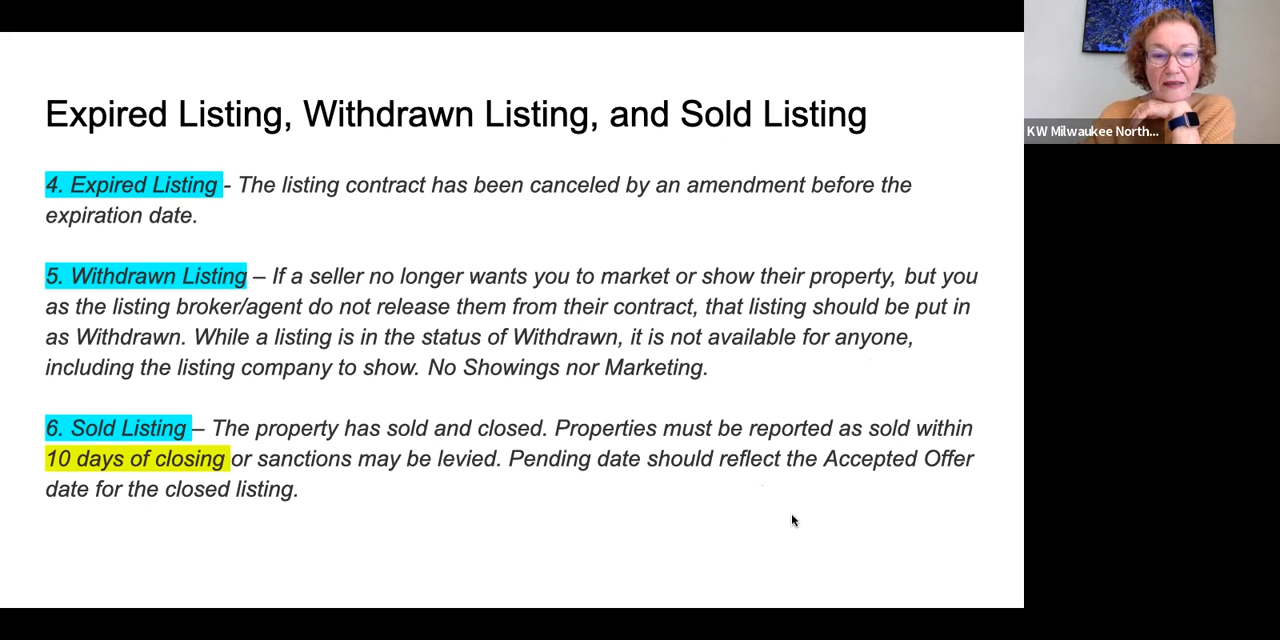 Expired Listing, Withdrawn Listing, and Sold Listing
4. Expired Listing - The listing contract has been canceled by an amendment before the
expiration date.
5. Withdrawn Listing – If a seller no longer wants you to market or show their property, but you
as the listing broker/agent do not release them from their contract, that listing should be put in
as Withdrawn. While a listing is in the status of Withdrawn, it is not available for anyone,
including the listing company to show. No Showings nor Marketing.
6. Sold Listing – The property has sold and closed. Properties must be reported as sold within
10 days of closing or sanctions may be levied. Pending date should reflect the Accepted Offer
date for the closed listing.
KW Milwaukee North...